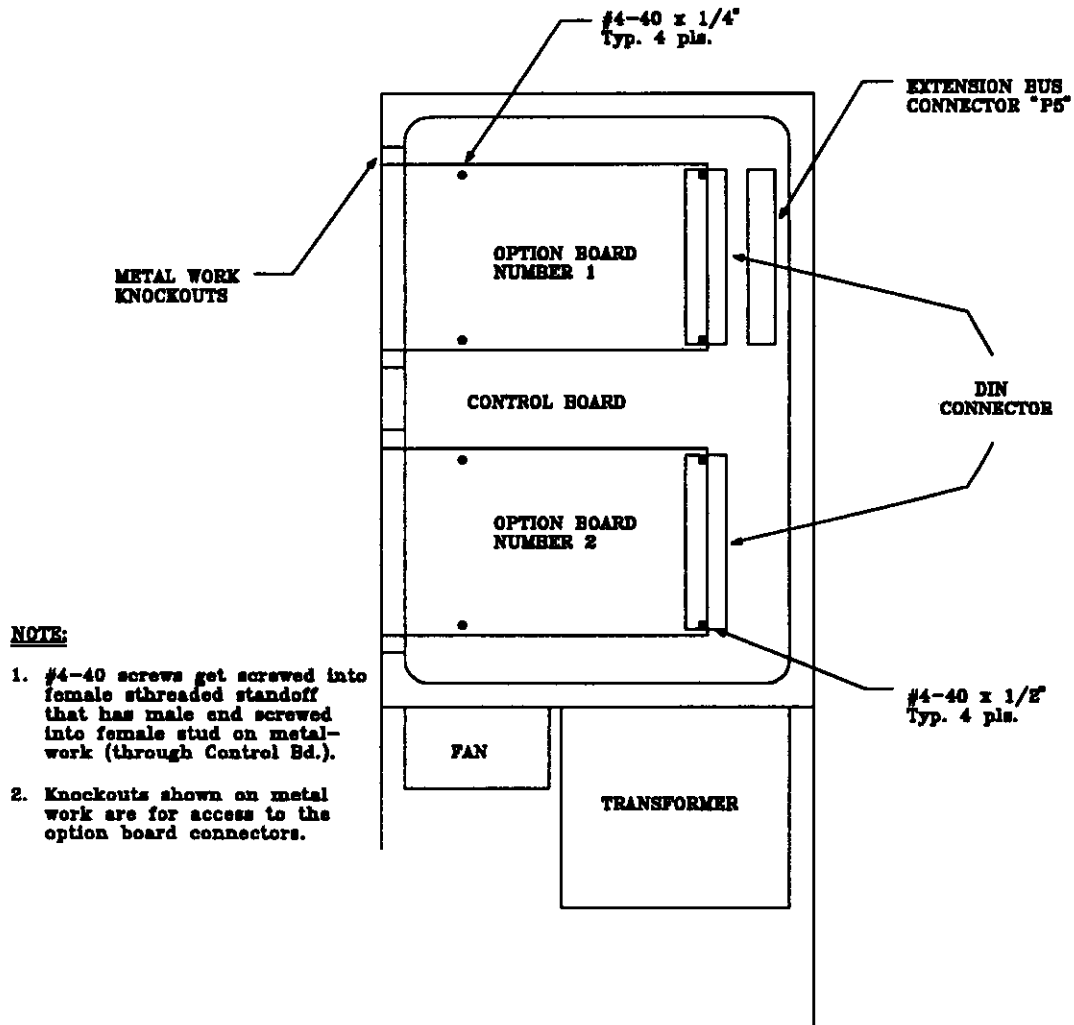 #4-40 x 1/4"
Typ. 4 pls.
EXTENSION BUS
CONNECTOR "P5"
METAL WORK
KNOCKOUTS
OPTION BOARD
NUMBER 1
CONTROL BOARD
DIN
CONNECTOR
OPTION BOARD
NUMBER 2
NOTE:
1. #4-40 screws get screwed into
female sthreaded standoff
that has male end screwed
into female stud on metal-
work (through Control Bd.).
2. Knockouts shown on metal
work are for access to the
option board connectors.
#4-40 x 1/2"
Typ. 4 pls.
FAN
TRANSFORMER